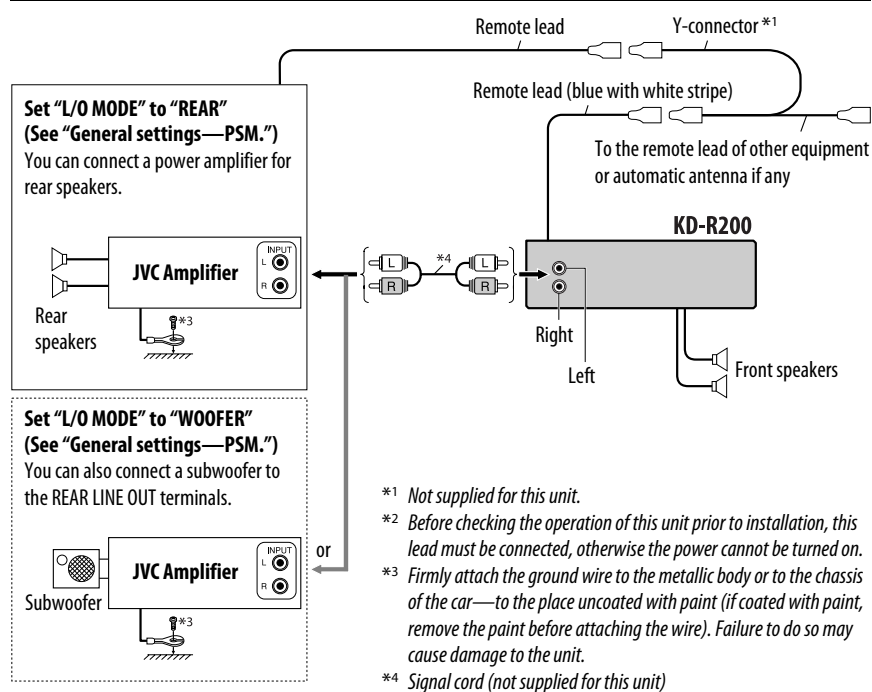 Remote lead
Y-connector *1
Remote lead (blue with white stripe)
To the remote lead of other equipment
or automatic antenna if any
Set “L/O MODE” to “REAR”
(See “General settings—PSM.”)
You can connect a power amplifier for
rear speakers.
JVC Amplifier
INPUT
L
R
Rear
speakers
*3
*4
L
R
L
R
KD-R200
Right
Left
Front speakers
Set “L/O MODE” to “WOOFER”
(See “General settings—PSM.”)
You can also connect a subwoofer to
the REAR LINE OUT terminals.
JVC Amplifier
INPUT
L
R
Subwoofer
*3
or
*1 Not supplied for this unit.
*2 Before checking the operation of this unit prior to installation, this
lead must be connected, otherwise the power cannot be turned on.
*3 Firmly attach the ground wire to the metallic body or to the chassis
of the car—to the place uncoated with paint (if coated with paint,
remove the paint before attaching the wire). Failure to do so may
cause damage to the unit.
*4 Signal cord (not supplied for this unit)